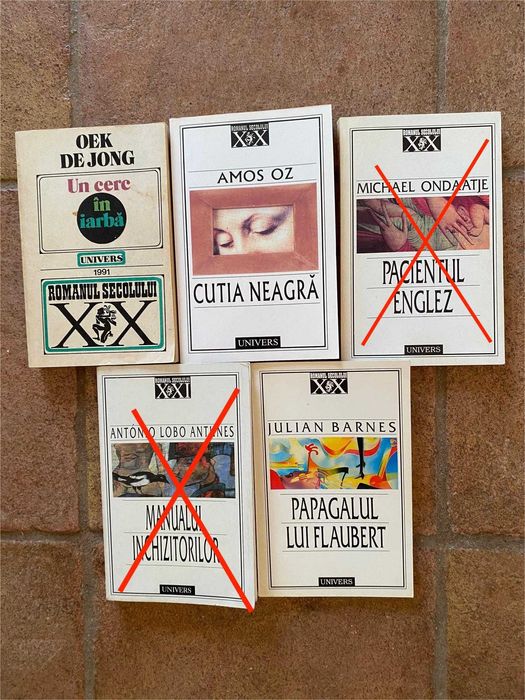 OEK
DE JONG
Un cerc
în
iarbă
UNIVERS
1991
ROMANUL SECOLULUI
XX
ROMANUL SECOLULUI
XX
AMOS OZ
CUTIA NEAGRĂ
UNIVERS
ROMANUL SECOLULUI
XX
MICHAEL ONDAATJE
PACIENTUL
ENGLEZ
UNIVERS
ROMANUL SECOLULUI
XXI
ANTÓNIO LOBO ANTUNES
MANUALUL
INCHIZITORILOR
UNIVERS
ROMANUL SECOLULUI
XX
JULIAN BARNES
PAPAGALUL
LUI FLAUBERT
UNIVERS